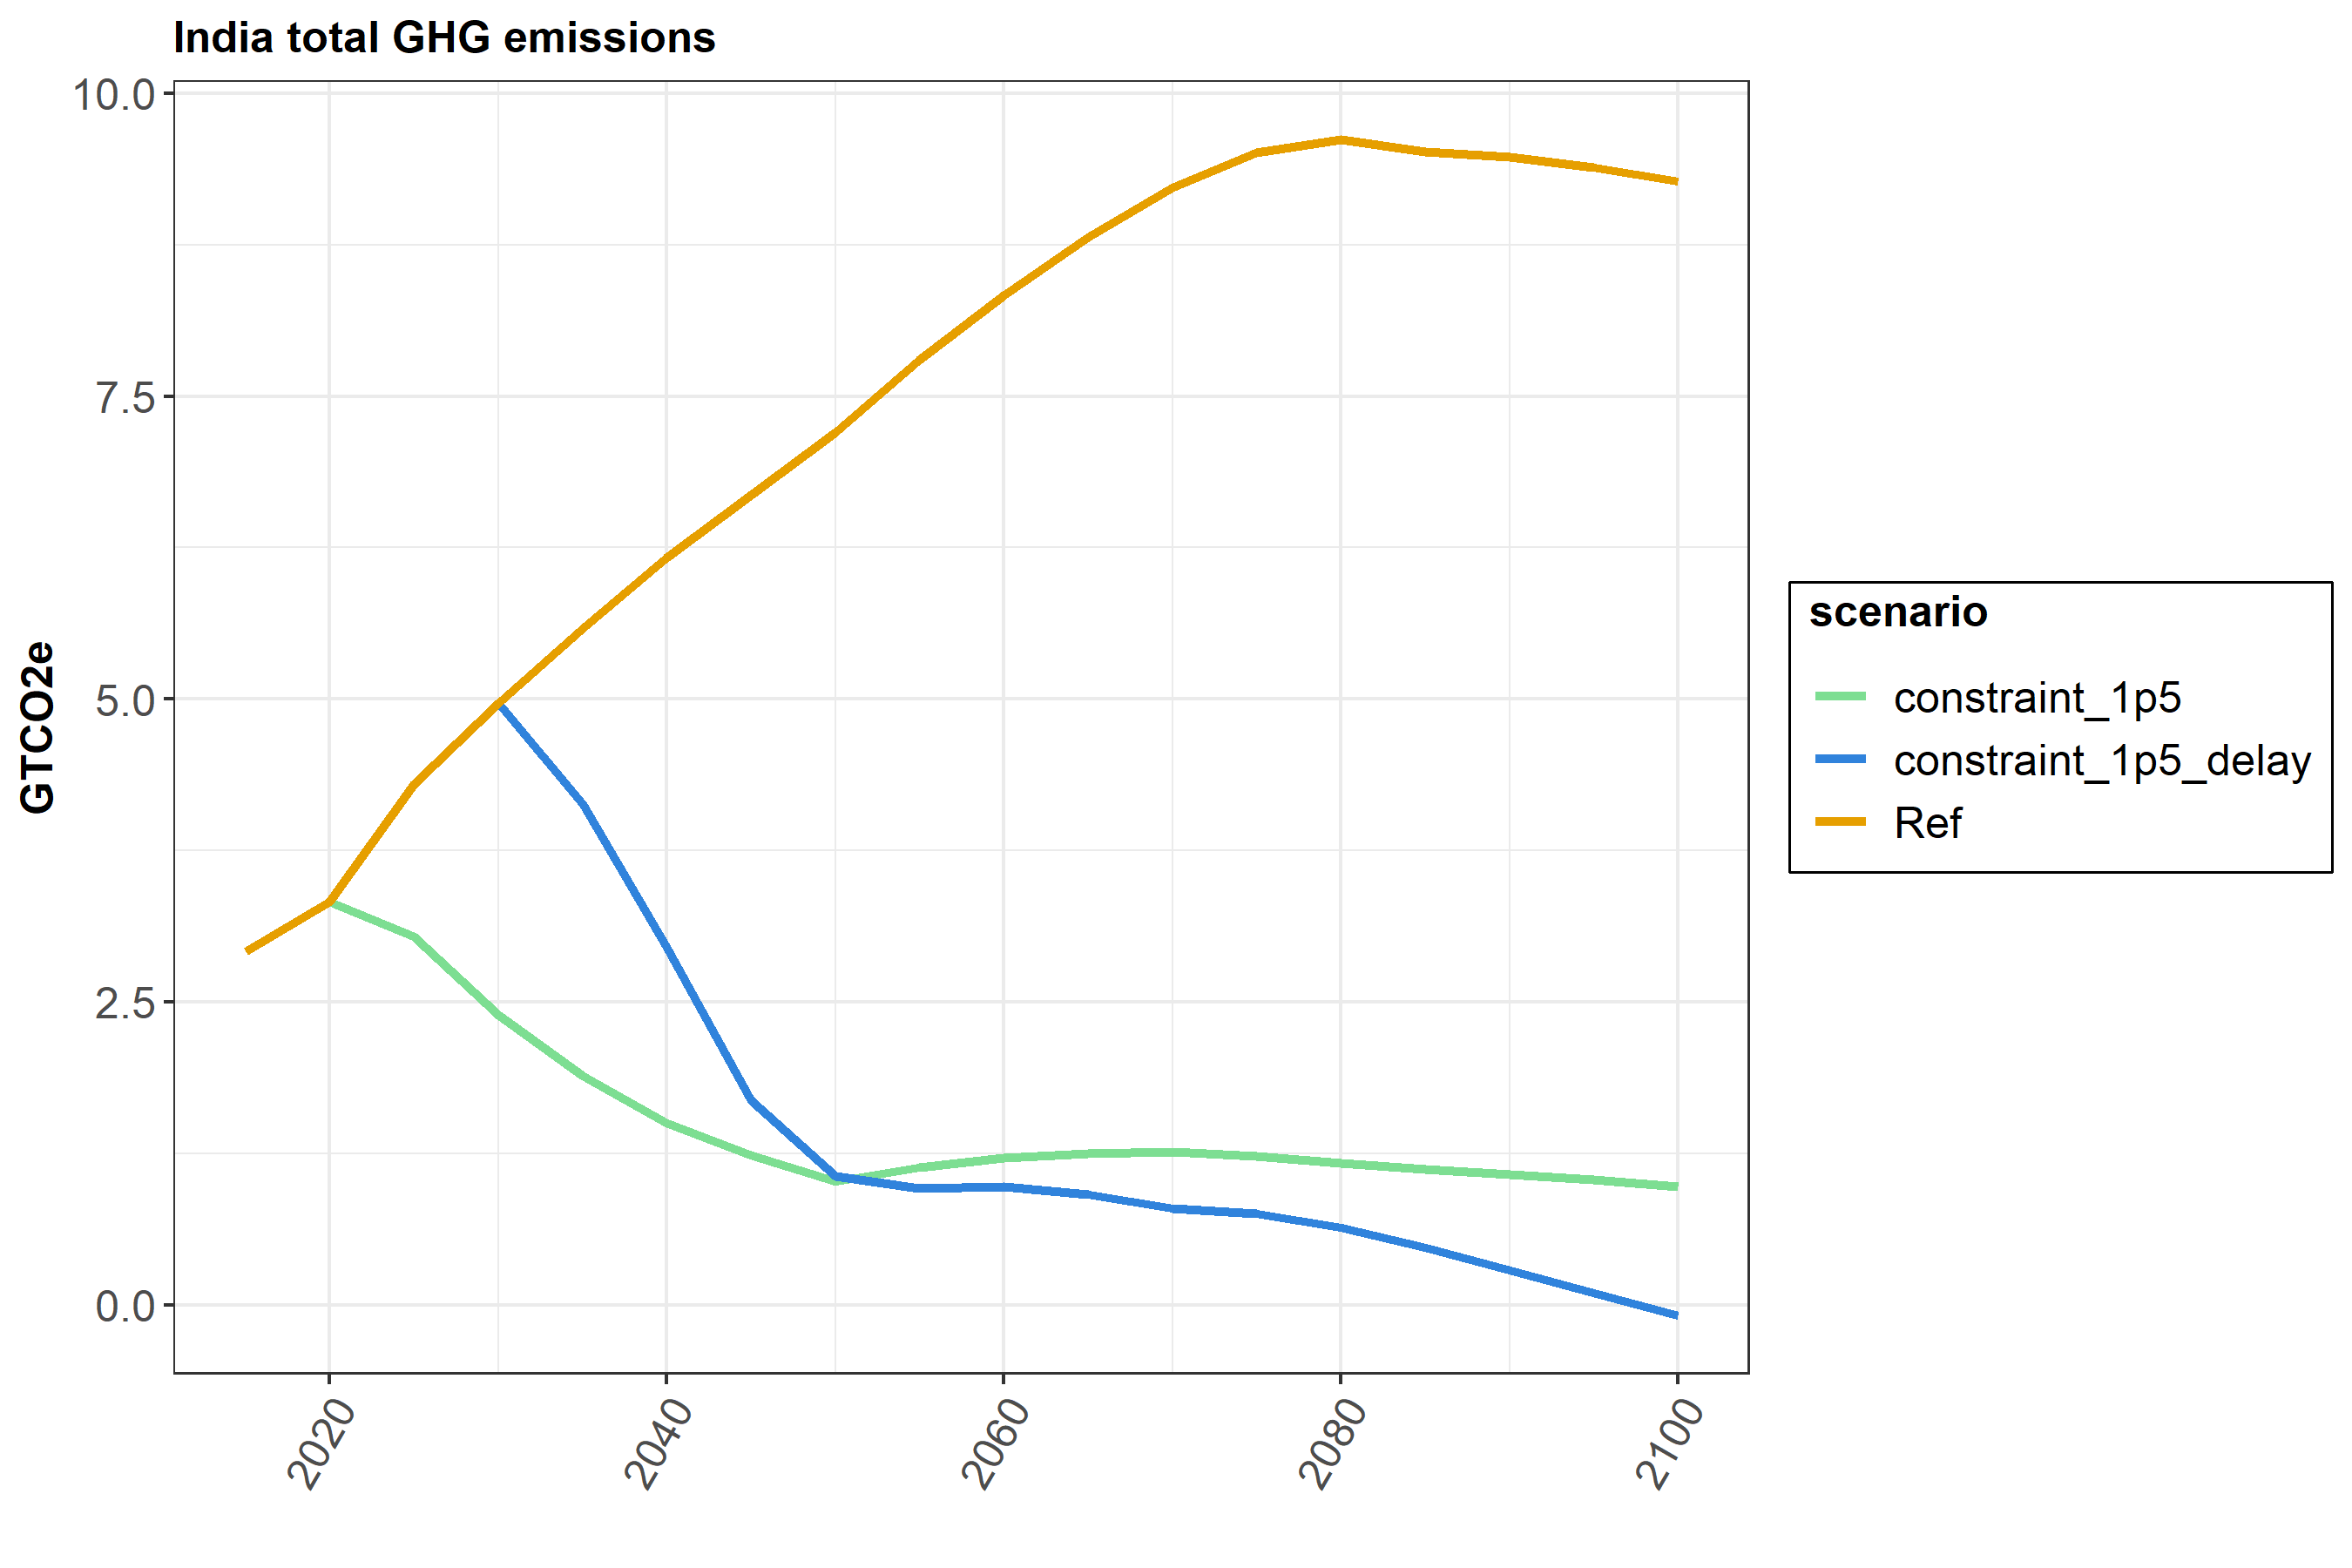 India total GHG emissions
10.0
7.5
5.0
2.5
0.0
GTCO2e
2020
2040
2060
2080
2100
scenario
constraint_1p5
constraint_1p5_delay
Ref